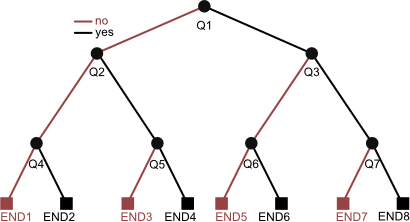 no
yes
Q1
Q2
Q3
Q4
Q5
Q6
Q7
END1
END2
END3
END4
END5
END6
END7
END8